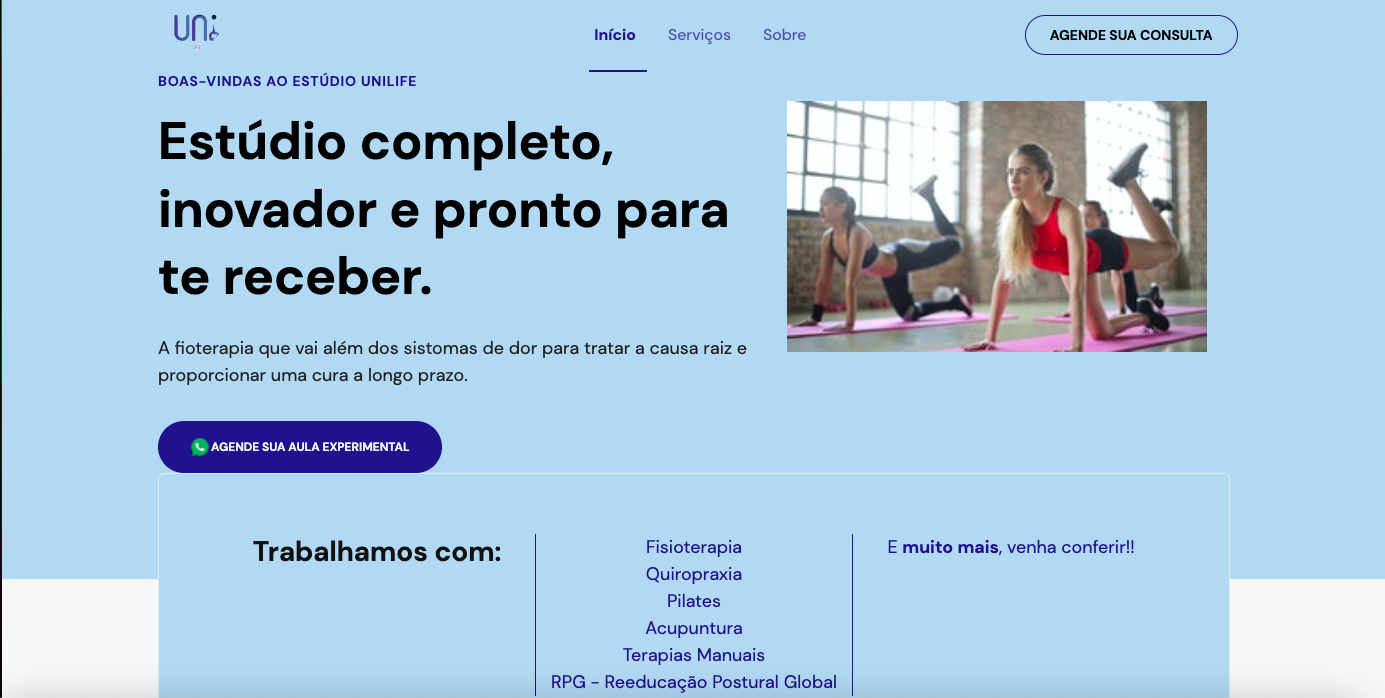 uni
Início
Serviços
Sobre
AGENDE SUA CONSULTA
BOAS-VINDAS AO ESTÚDIO UNILIFE
Estúdio completo,
inovador e pronto para
te receber.
A fioterapia que vai além dos sistomas de dor para tratar a causa raiz e
proporcionar uma cura a longo prazo.
AGENDE SUA AULA EXPERIMENTAL
Trabalhamos com:
Fisioterapia
Quiropraxia
Pilates
Acupuntura
Terapias Manuais
RPG - Reeducação Postural Global
E muito mais, venha conferir!!